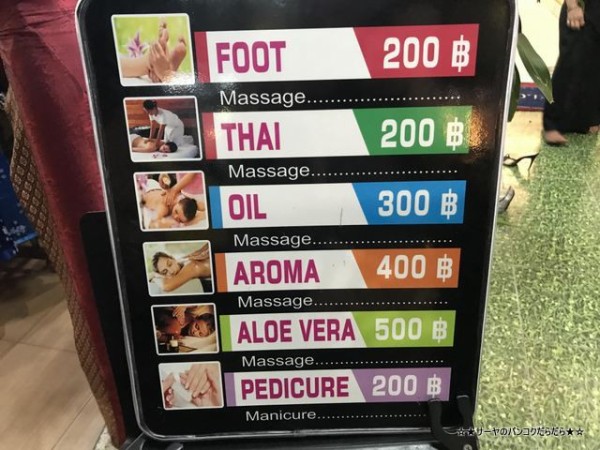 FOOT 200 ฿
Massage..............................
THAI 200 ฿
Massage..............................
OIL 300 ฿
Massage..............................
AROMA 400 ฿
Massage..............................
ALOE VERA 500 ฿
Massage..............................
PEDICURE 200 ฿
Manicure..............................
☆★リーヤのバンコクだらだら★☆